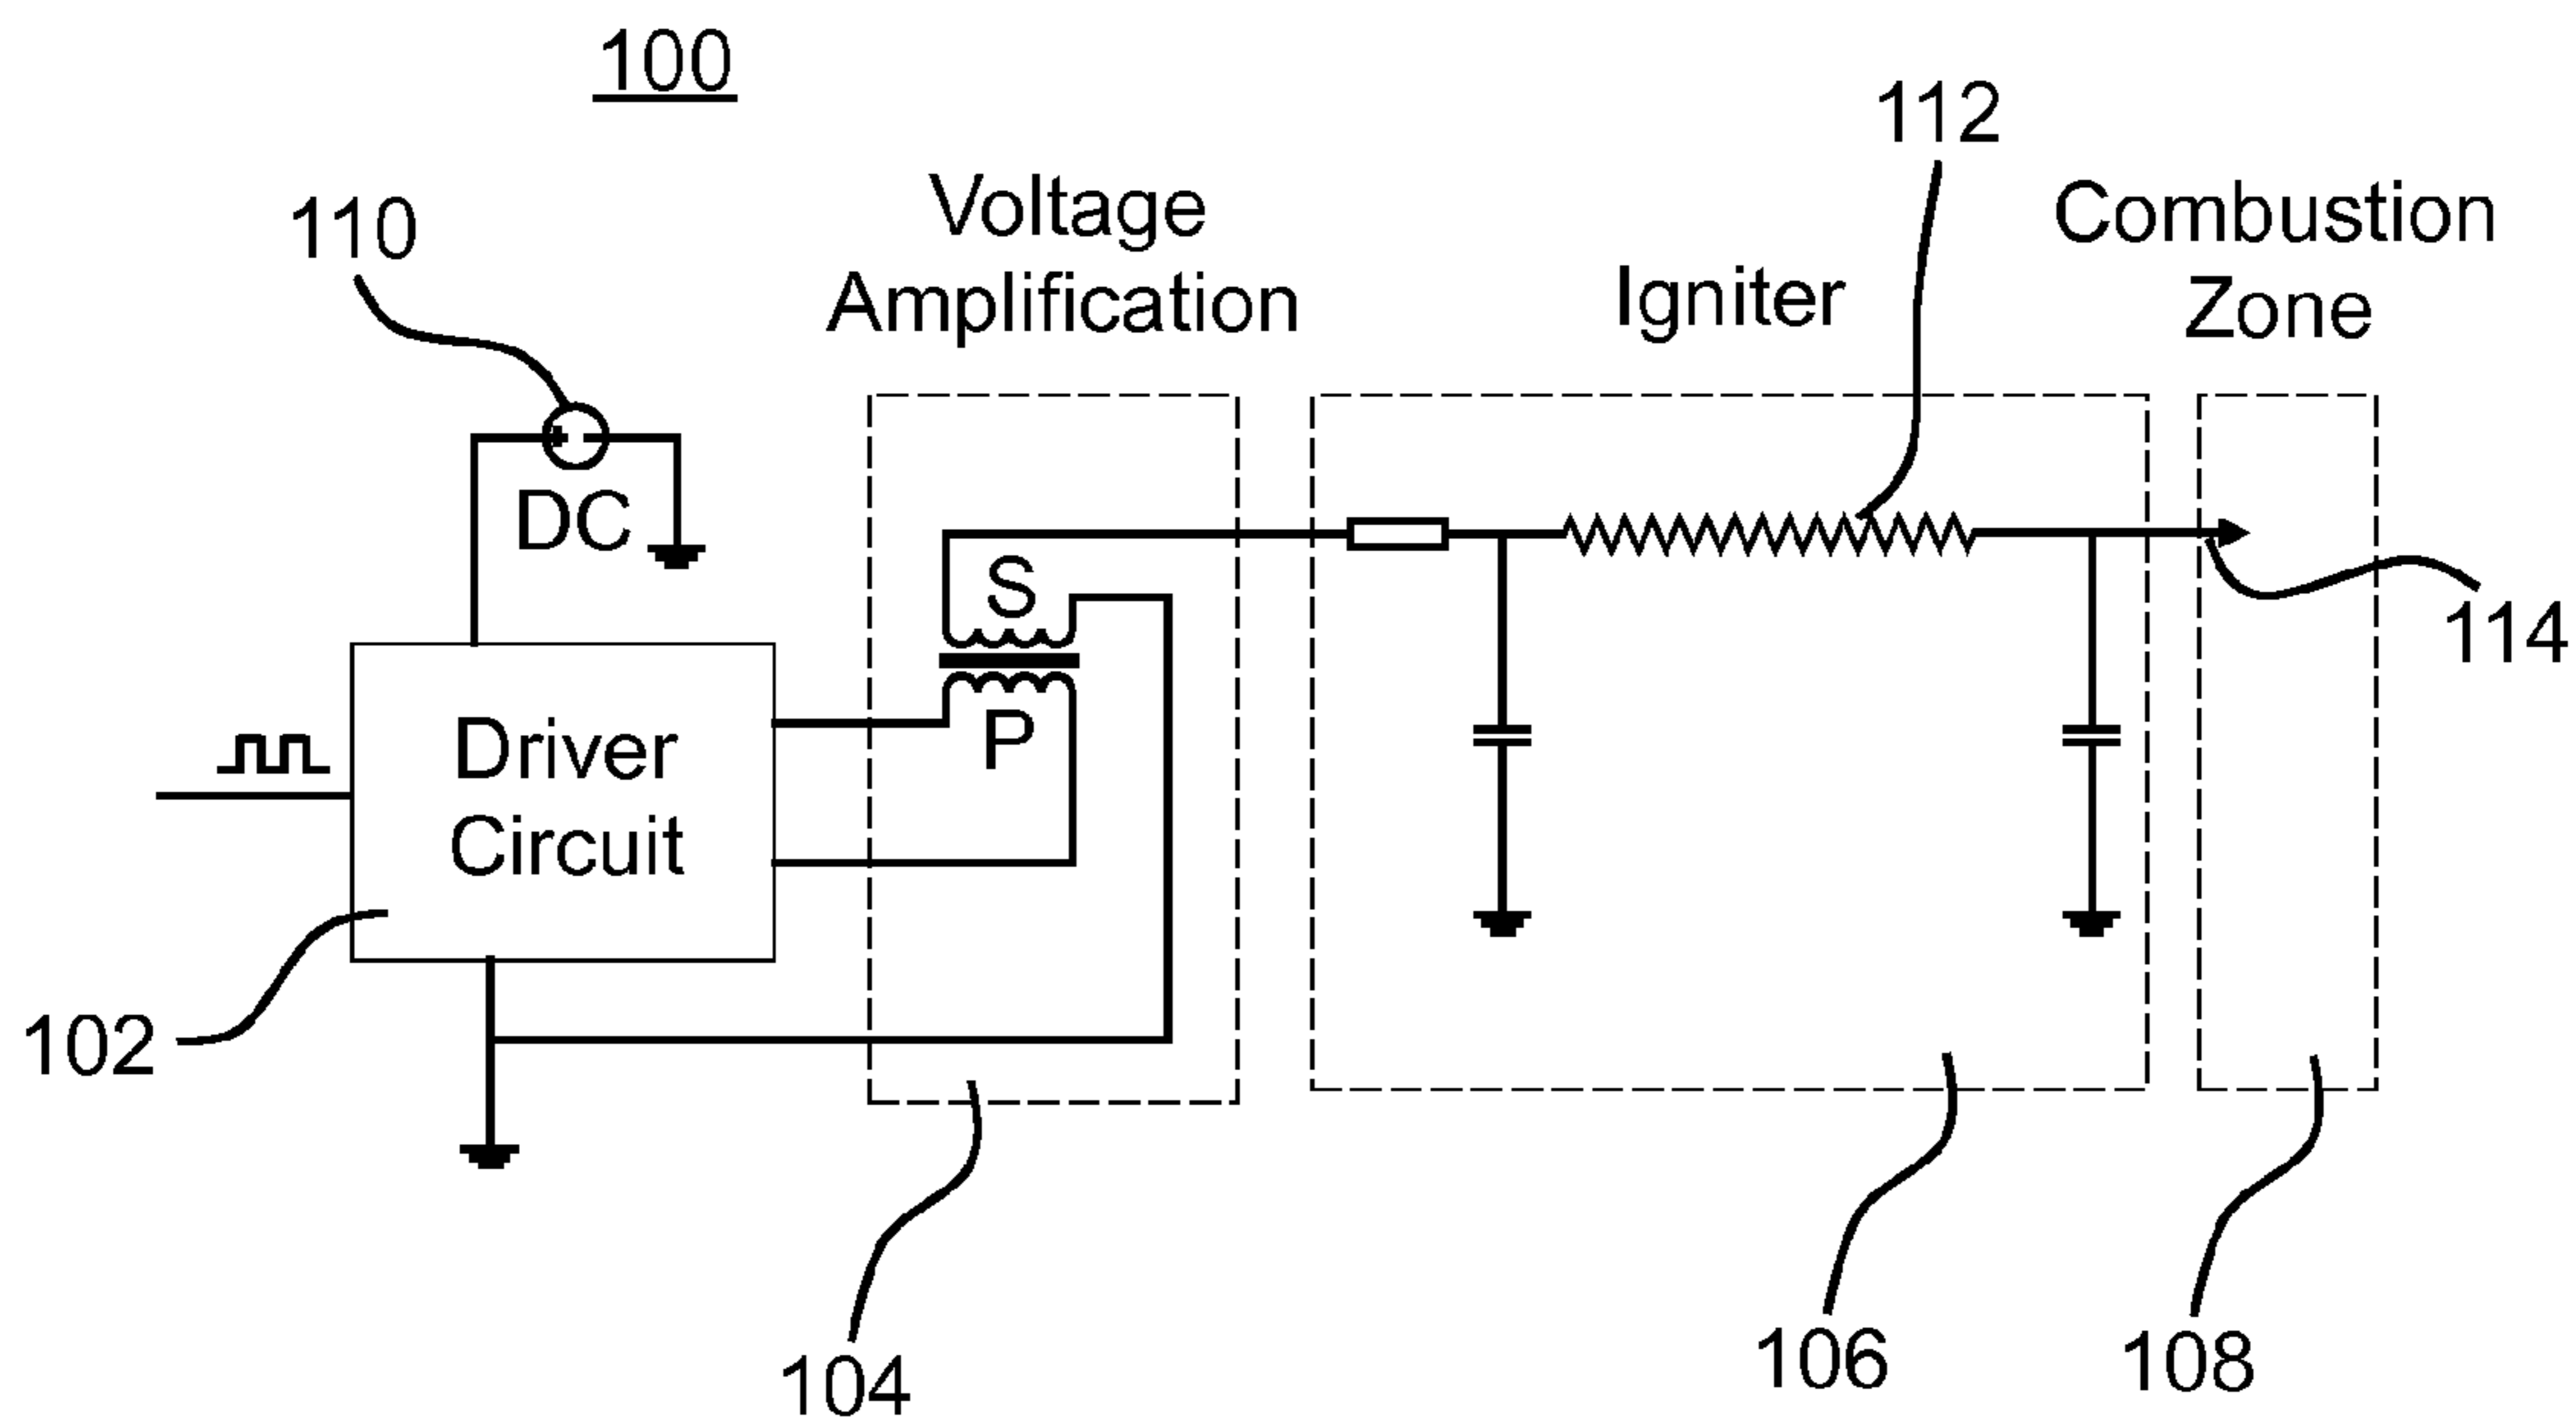 100
112
110
Voltage
Amplification
Igniter
Combustion
Zone
DC
S
P
114
Driver
Circuit
102
104
106
108